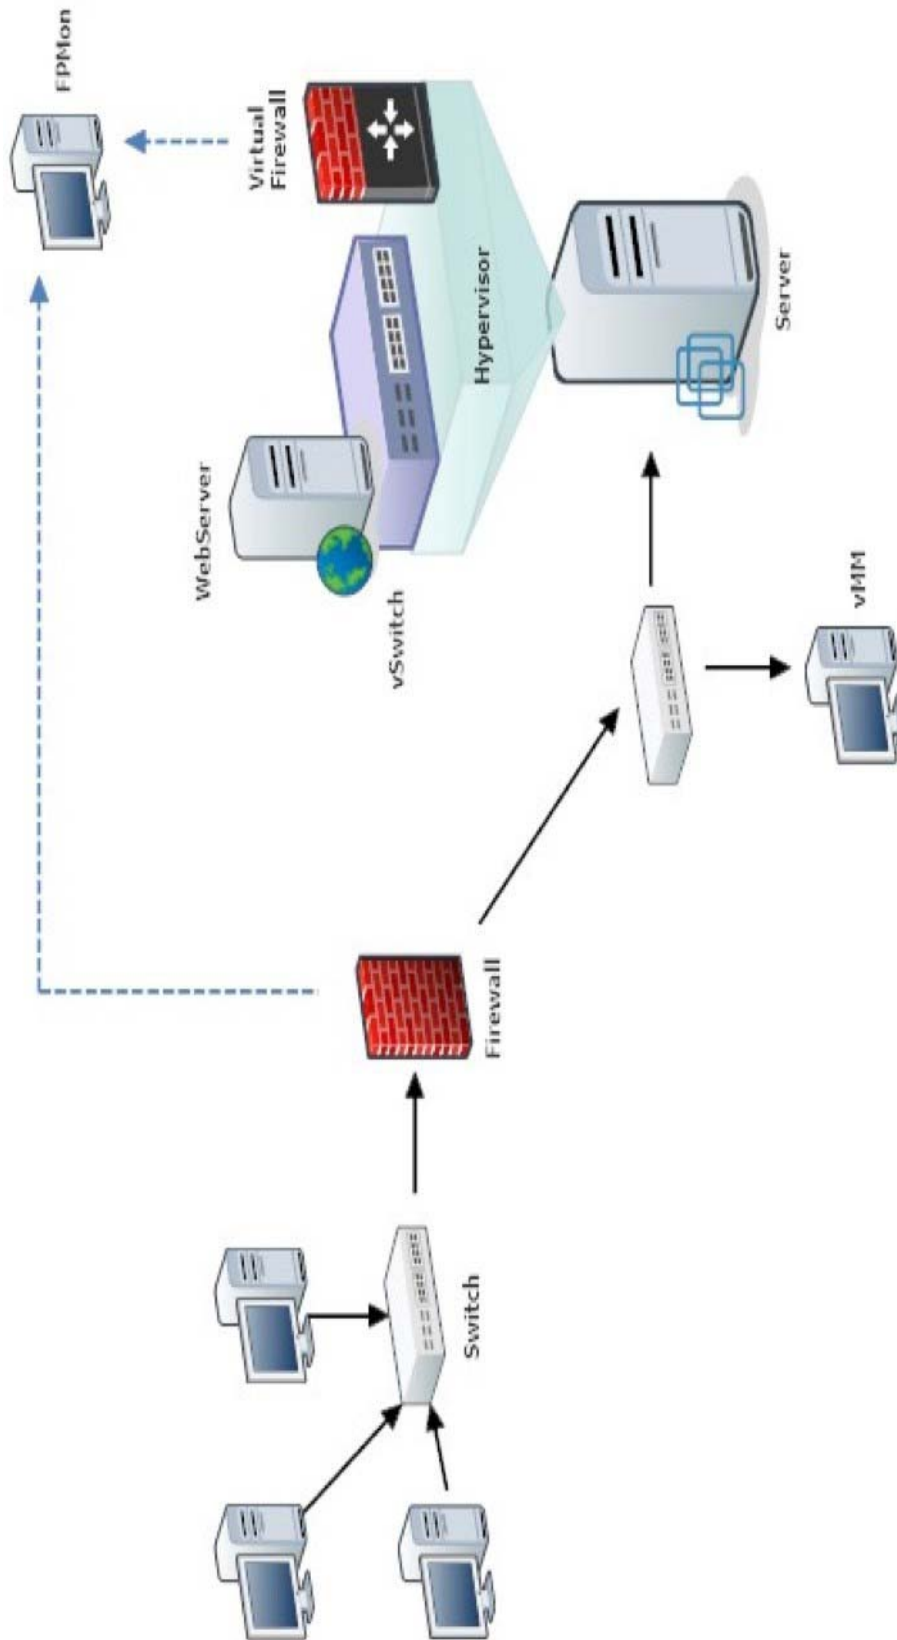 FPMon
Virtual
Firewall
WebServer
vSwitch
Hypervisor
Server
vMM
Firewall
Switch